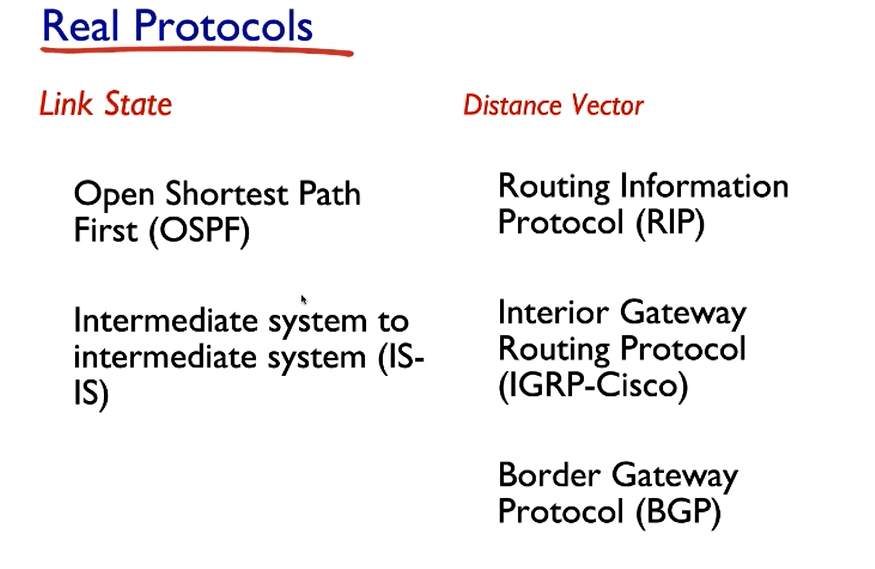 Real Protocols
Link State
Open Shortest Path
First (OSPF)
Intermediate system to
intermediate system (IS-
IS)
Distance Vector
Routing Information
Protocol (RIP)
Interior Gateway
Routing Protocol
(IGRP-Cisco)
Border Gateway
Protocol (BGP)